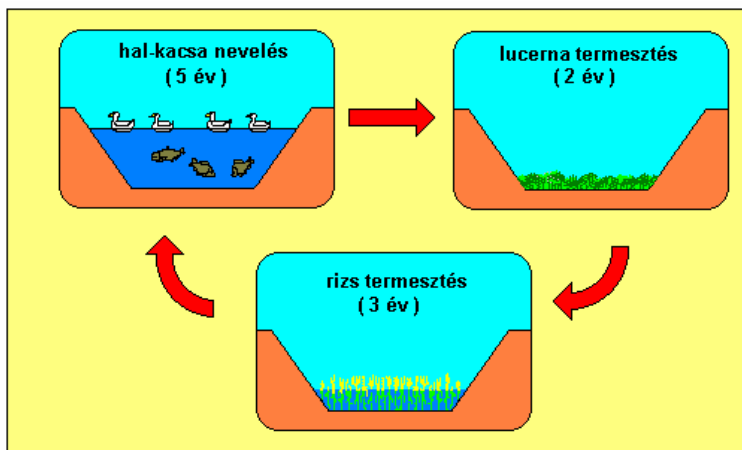 hal-kacsa nevelés
( 5 év )
lucerna termesztés
( 2 év )
rizs termesztés
( 3 év )